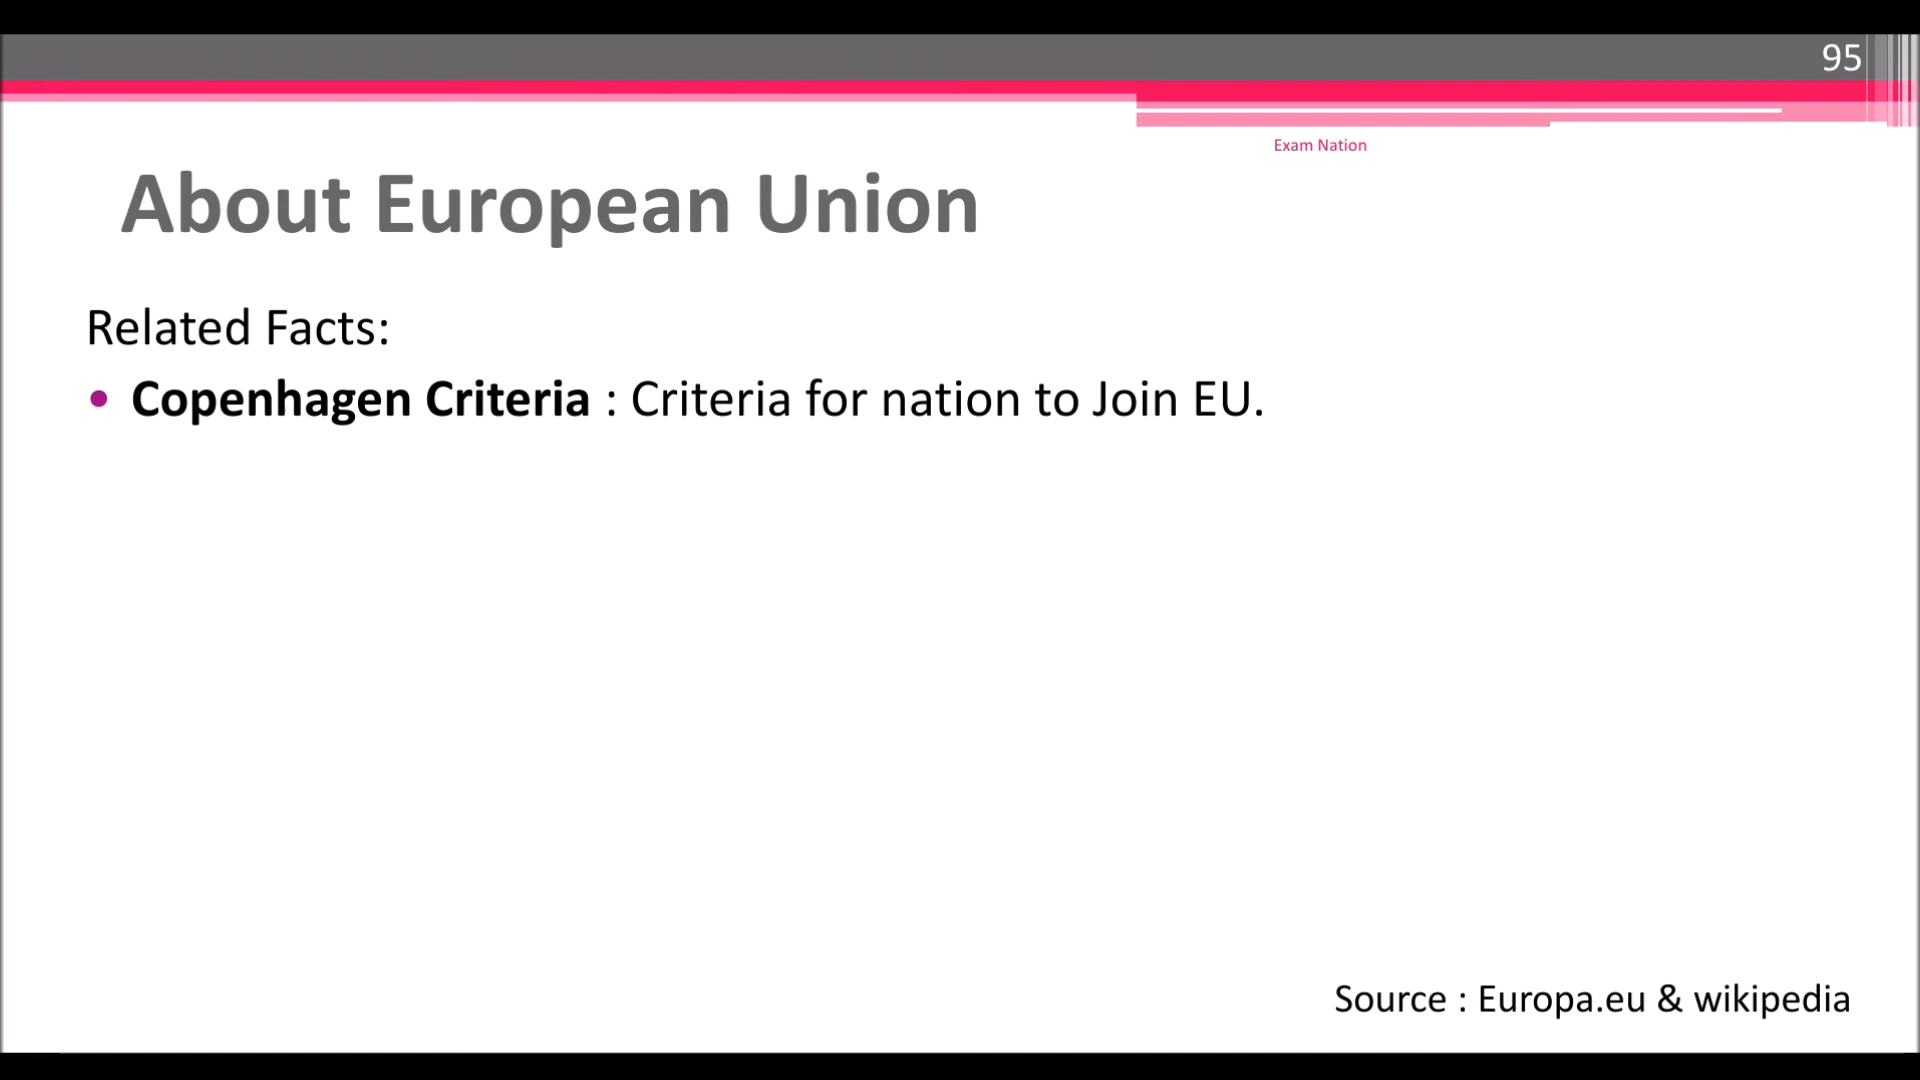 95
Exam Nation
About European Union
Related Facts:
• Copenhagen Criteria : Criteria for nation to Join EU.
Source : Europa.eu & wikipedia